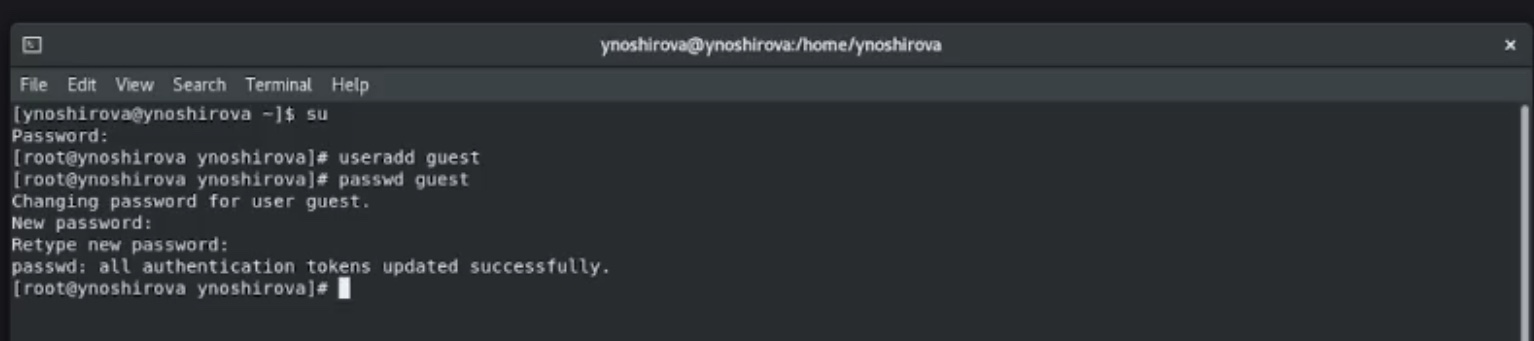 ynoshirova@ynoshirova:/home/ynoshirova
×
File Edit View Search Terminal Help
[ynoshirova@ynoshirova ~]$ su
Password:
[root@ynoshirova ynoshirova]# useradd guest
[root@ynoshirova ynoshirova]# passwd guest
Changing password for user guest.
New password:
Retype new password:
passwd: all authentication tokens updated successfully.
[root@ynoshirova ynoshirova]#